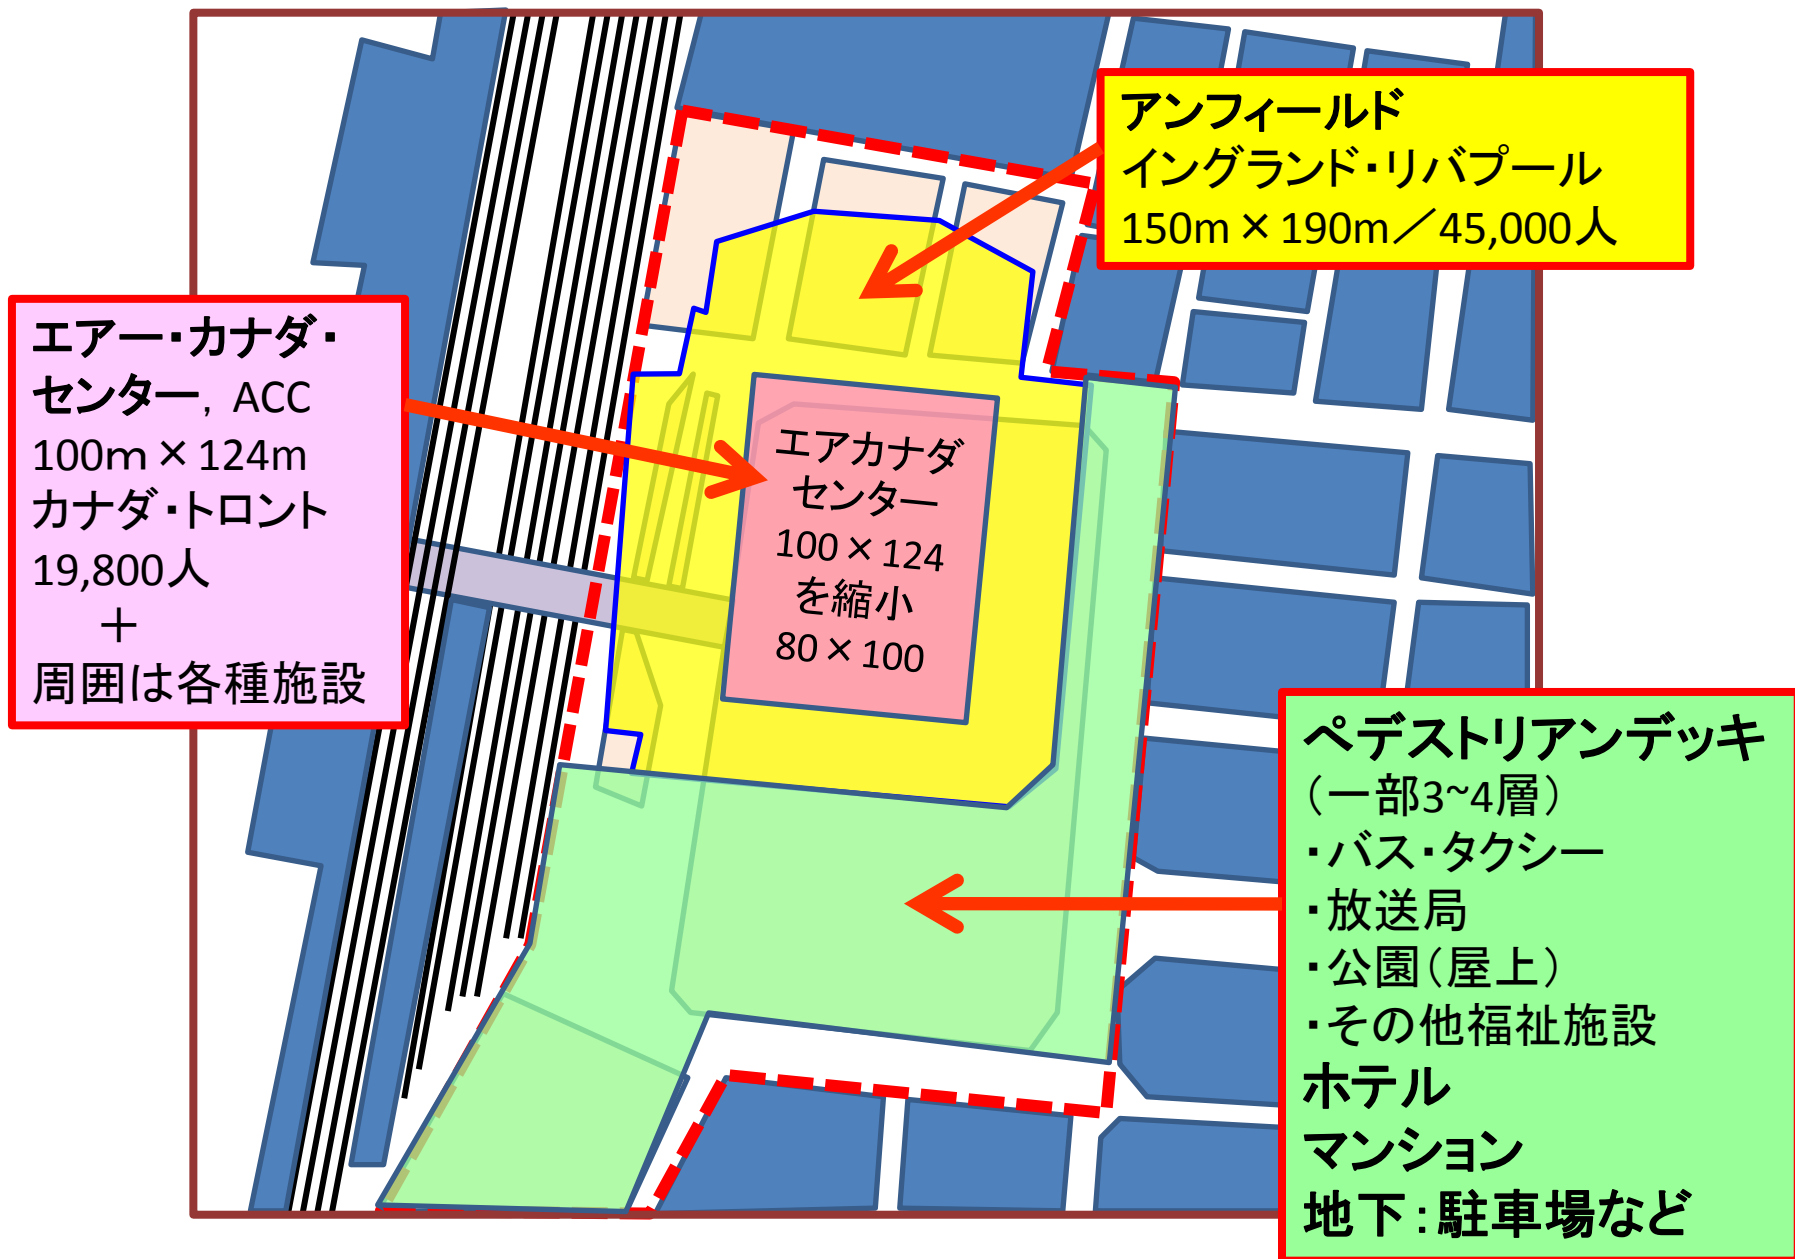 アンフィールド
イングランド・リバプール
150m×190m／45,000人
エアー・カナダ・
センター，ACC
100ｍ×124m
カナダ・トロント
19,800人
＋
周囲は各種施設
エアカナダ
センター
100×124
を縮小
80×100
ペデストリアンデッキ
（一部3~4層）
・バス・タクシー
・放送局
・公園（屋上）
・その他福祉施設
ホテル
マンション
地下：駐車場など